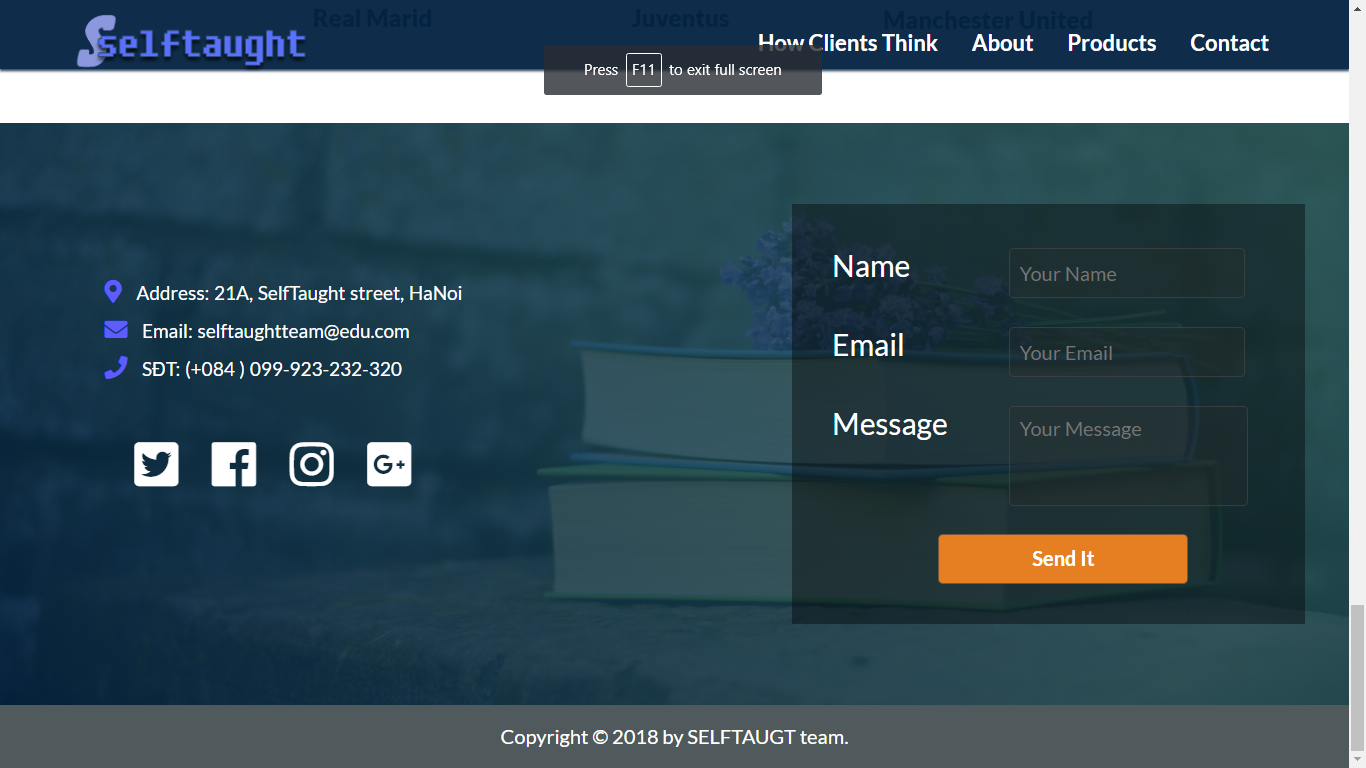 Real Marid Juventus Manchester United
Selftaught
How Clients Think About Products Contact
Press F11 to exit full screen
Address: 21A, SelfTaught street, HaNoi
Email: selftaughtteam@edu.com
SĐT: (+084 ) 099-923-232-320
G+
Name Your Name
Email Your Email
Message Your Message
Send It
Copyright © 2018 by SELFTAUGT team.